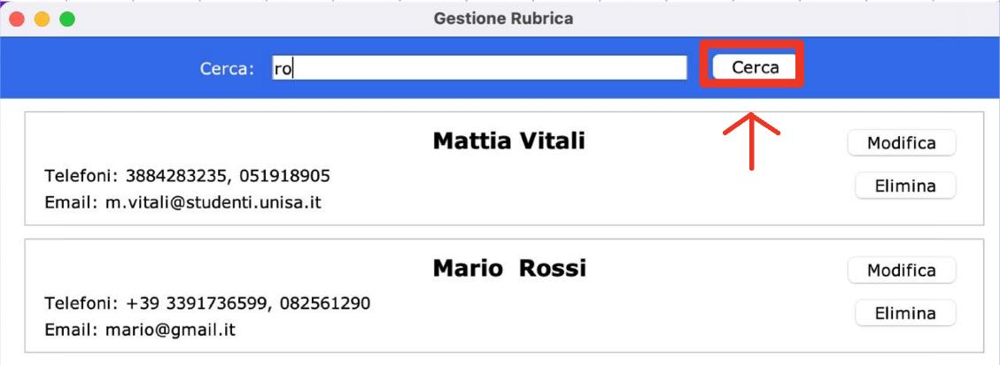 Gestione Rubrica
Cerca: ro Cerca
Mattia Vitali
Modifica
Telefoni: 3884283235, 051918905
Elimina
Email: m.vitali@studenti.unisa.it
Mario  Rossi
Modifica
Telefoni: +39 3391736599, 082561290
Elimina
Email: mario@gmail.it